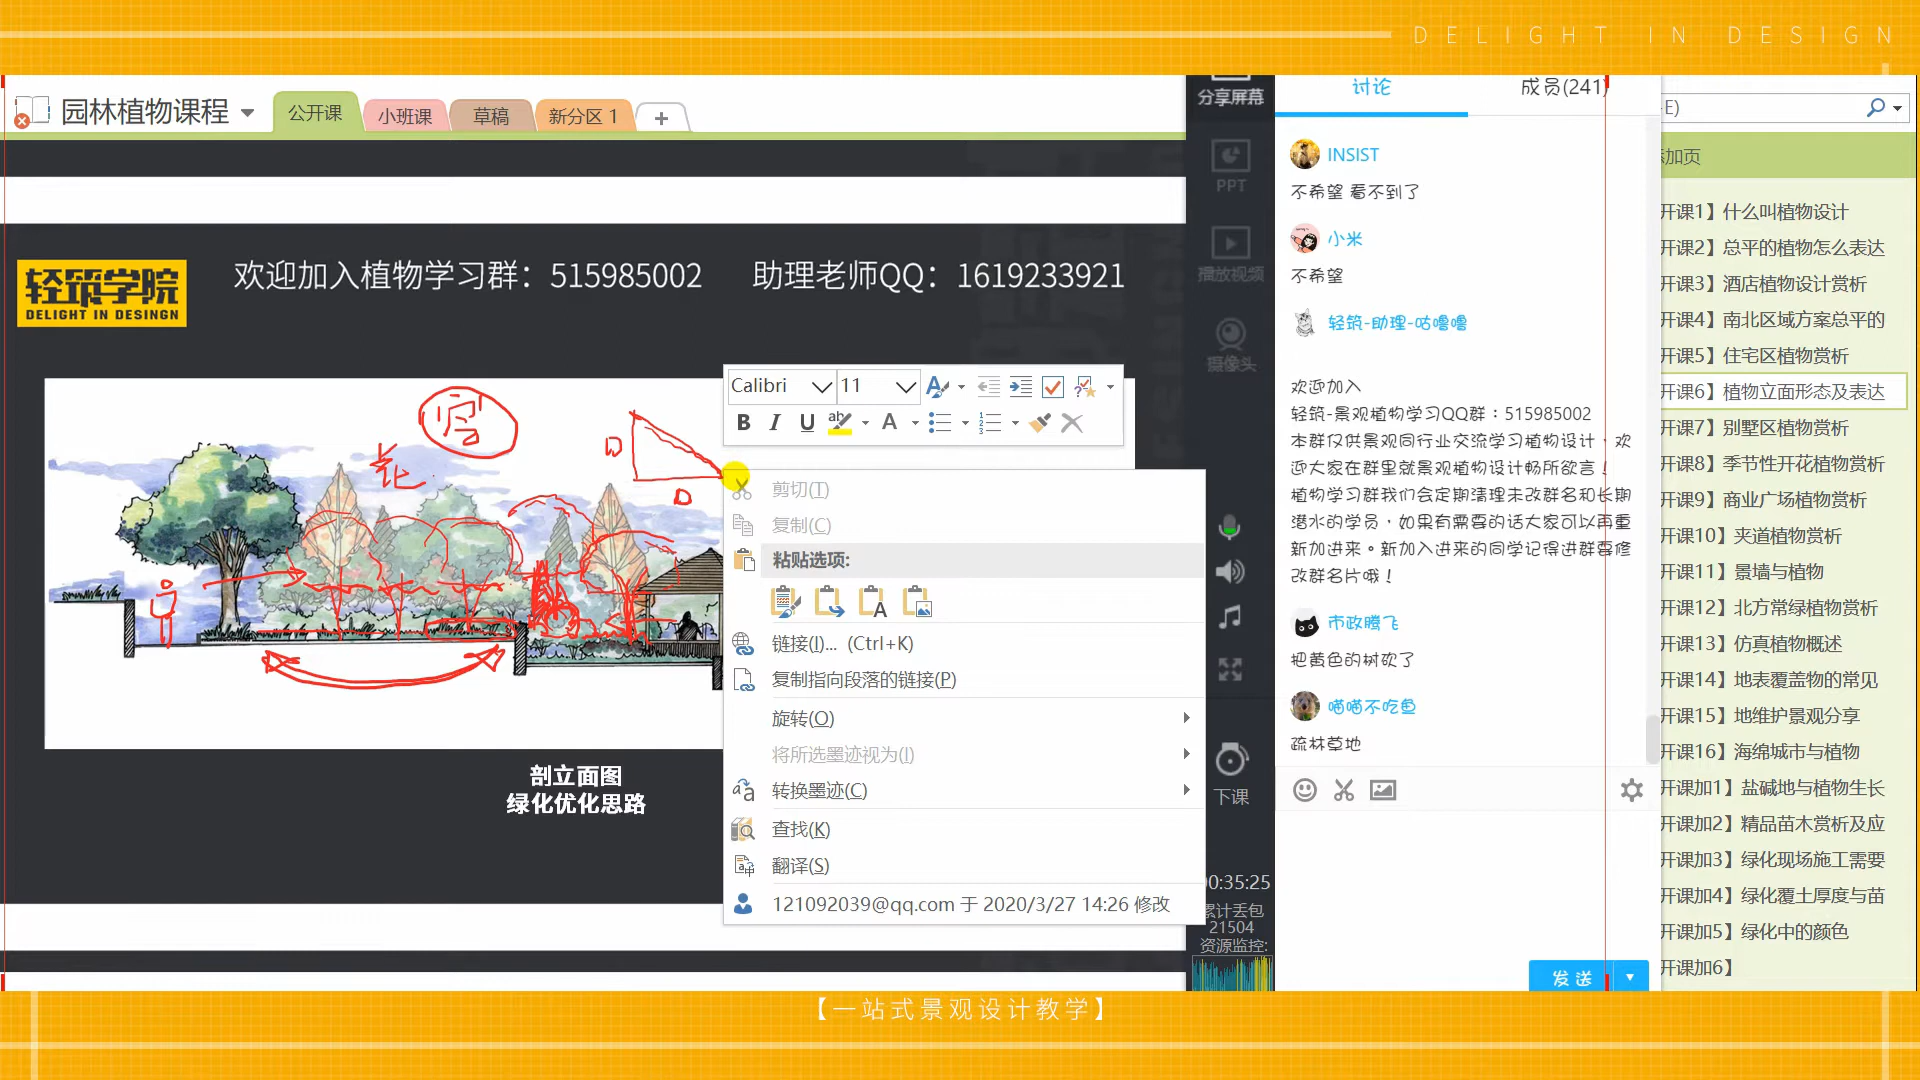 DELIGHT IN DESIGN
园林植物课程
公开课
小班课
草稿
新分区 1
+
分享屏幕
讨论
成员(241)
E)
加页
PPT
播放视频
摄像头
INSIST
不希望 看不到了
小米
不希望
轻筑-助理-咕噜噜
欢迎加入
轻筑-景观植物学习QQ群：515985002
本群仅供景观同行业交流学习植物设计，欢
迎大家在群里就景观植物设计畅所欲言！
植物学习群我们会定期清理未改群名和长期
潜水的学员，如果有需要的话大家可以再重
新加进来。新加入进来的同学记得进群要修
改群名片哦！
市政腾飞
把黄色的树砍了
喵喵不吃鱼
疏林草地
轻筑学院
DELIGHT IN DESINGN
欢迎加入植物学习群：515985002
助理老师QQ：1619233921
Calibri
11
B I U
剪切(T)
复制(C)
粘贴选项:
链接(I)... (Ctrl+K)
复制指向段落的链接(P)
旋转(O)
将所选墨迹视为(I)
转换墨迹(C)
查找(K)
翻译(S)
121092039@qq.com 于 2020/3/27 14:26 修改
剖立面图
绿化优化思路
下课
0:35:25
累计丢包
21504
资源监控:
发送
开课1】什么叫植物设计
开课2】总平的植物怎么表达
开课3】酒店植物设计赏析
开课4】南北区域方案总平的
开课5】住宅区植物赏析
开课6】植物立面形态及表达
开课7】别墅区植物赏析
开课8】季节性开花植物赏析
开课9】商业广场植物赏析
开课10】夹道植物赏析
开课11】景墙与植物
开课12】北方常绿植物赏析
开课13】仿真植物概述
开课14】地表覆盖物的常见
开课15】地维护景观分享
开课16】海绵城市与植物
开课加1】盐碱地与植物生长
开课加2】精品苗木赏析及应
开课加3】绿化现场施工需要
开课加4】绿化覆土厚度与苗
开课加5】绿化中的颜色
开课加6】
【一站式景观设计教学】